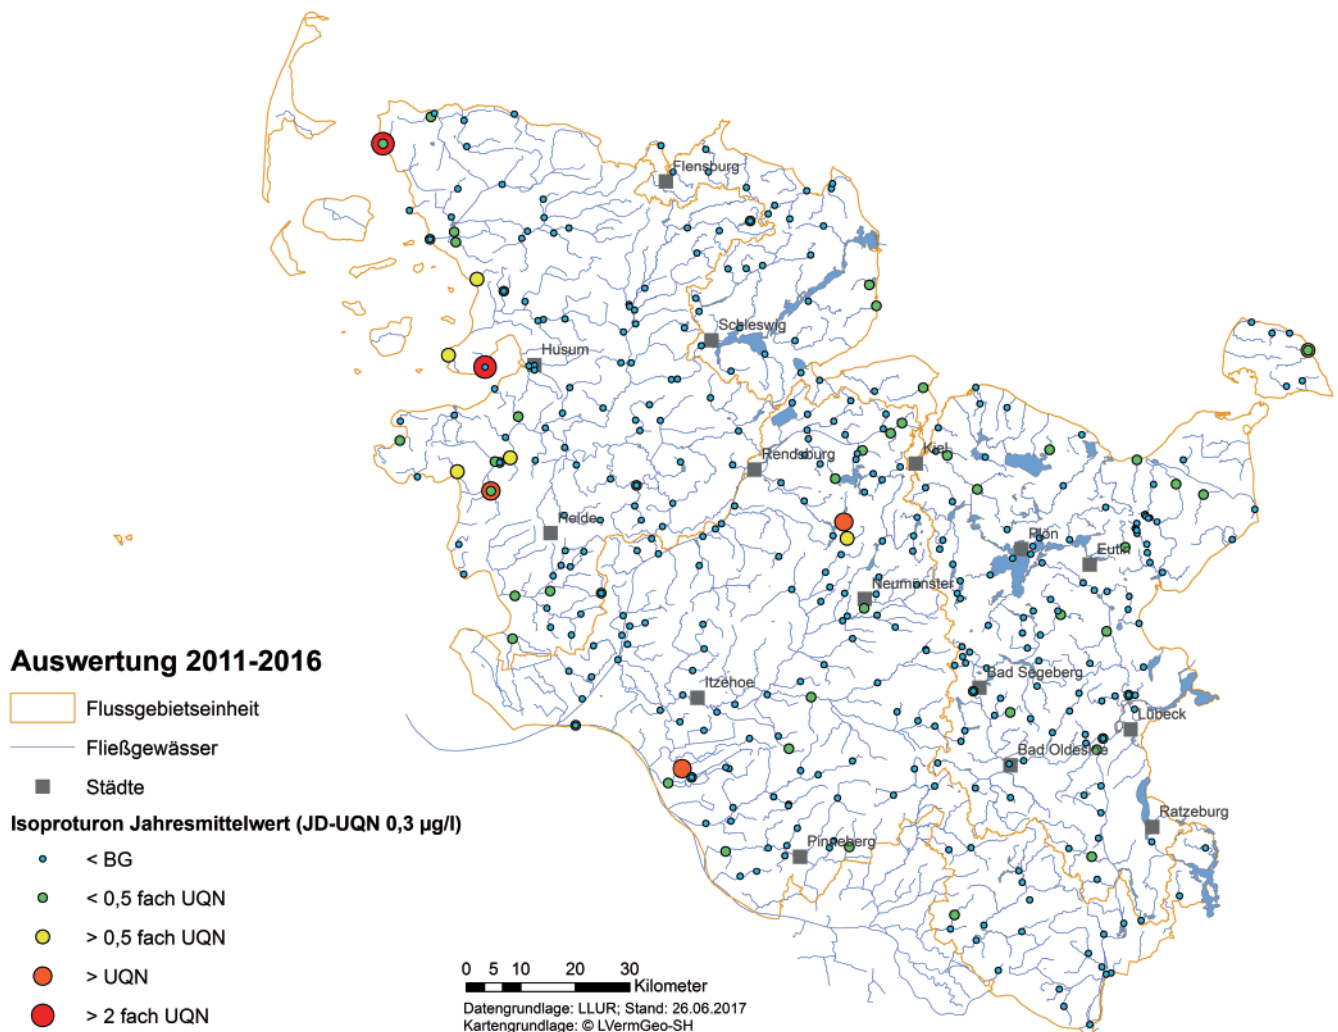 Flensburg
Schleswig
Husum
Rendsburg
Kiel
Heide
Plön
Eutin
Neumünster
Bad Segeberg
Itzehoe
Lübeck
Bad Oldesloe
Ratzeburg
Pinneberg
Auswertung 2011-2016
Flussgebietseinheit
Fließgewässer
Städte
Isoproturon Jahresmittelwert (JD-UQN 0,3 µg/l)
< BG
< 0,5 fach UQN
> 0,5 fach UQN
> UQN
> 2 fach UQN
0 5 10 20 30
Kilometer
Datengrundlage: LLUR; Stand: 26.06.2017
Kartengrundlage: © LVermGeo-SH